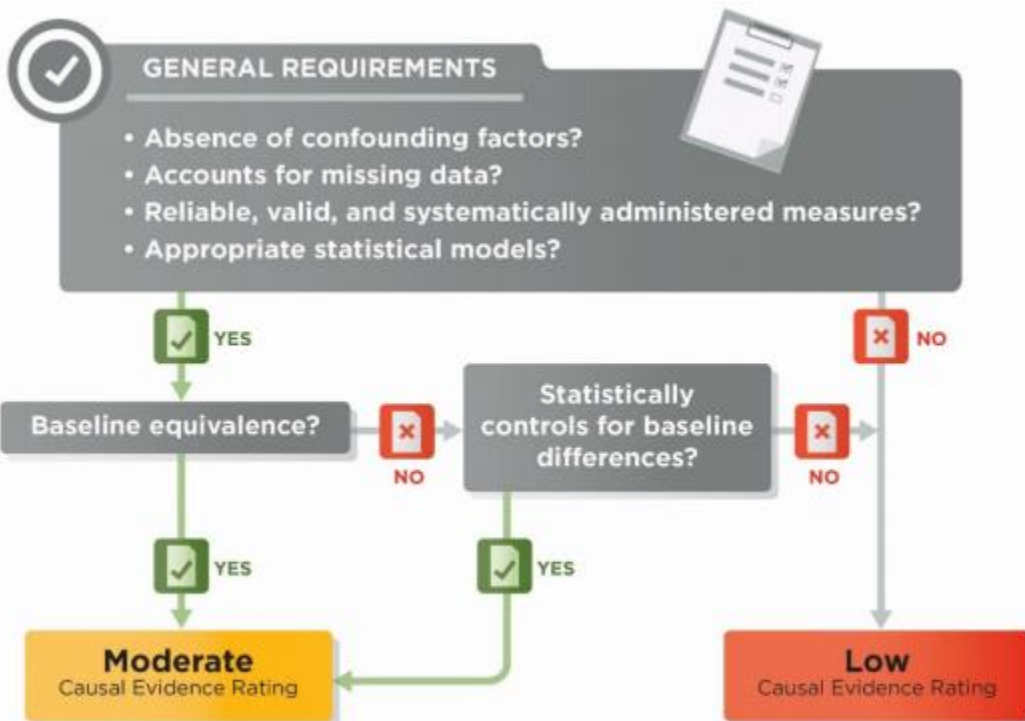 GENERAL REQUIREMENTS
• Absence of confounding factors?
• Accounts for missing data?
• Reliable, valid, and systematically administered measures?
• Appropriate statistical models?
YES
NO
Baseline equivalence?
NO
Statistically
controls for baseline
differences?
NO
YES
YES
Moderate
Causal Evidence Rating
Low
Causal Evidence Rating